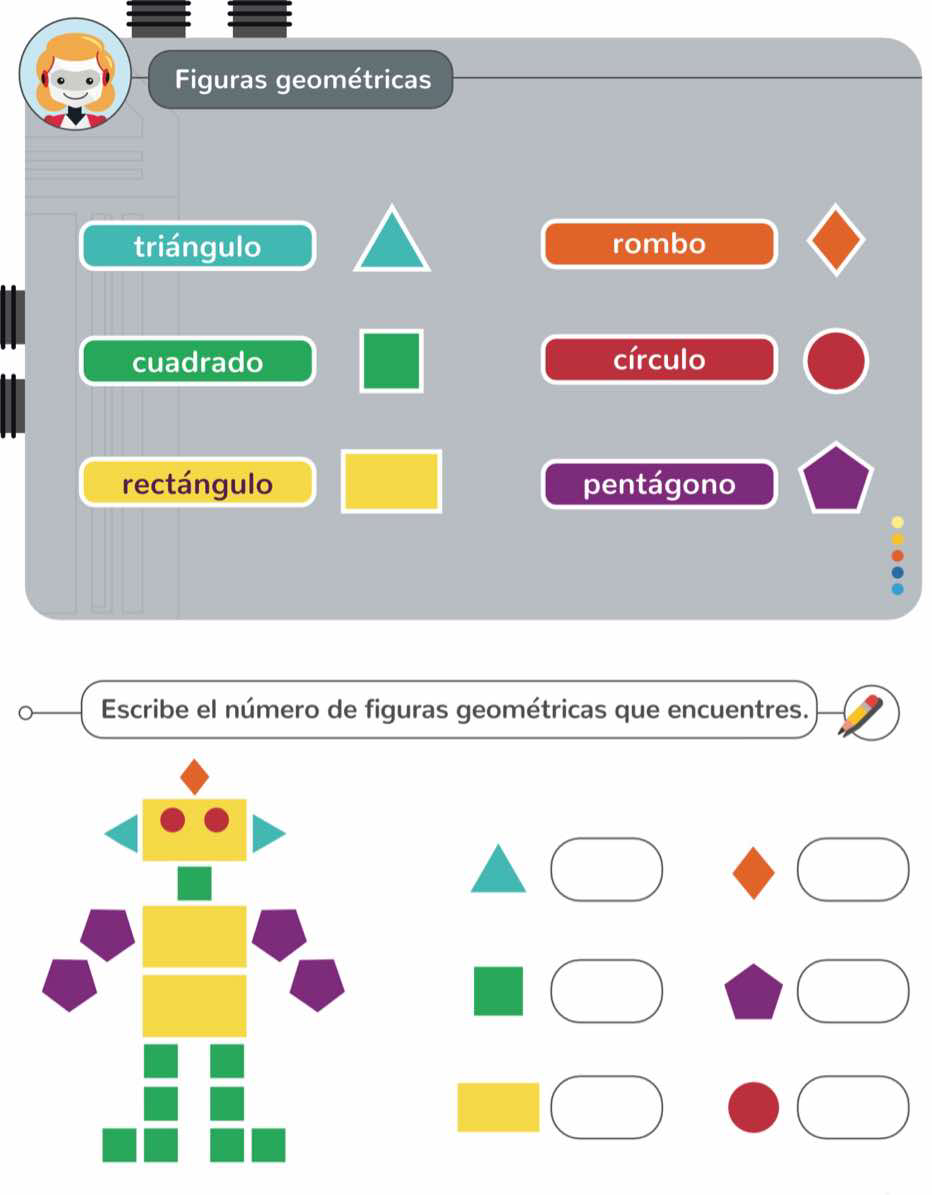 Figuras geométricas
triángulo
rombo
cuadrado
círculo
rectángulo
pentágono
Escribe el número de figuras geométricas que encuentres.